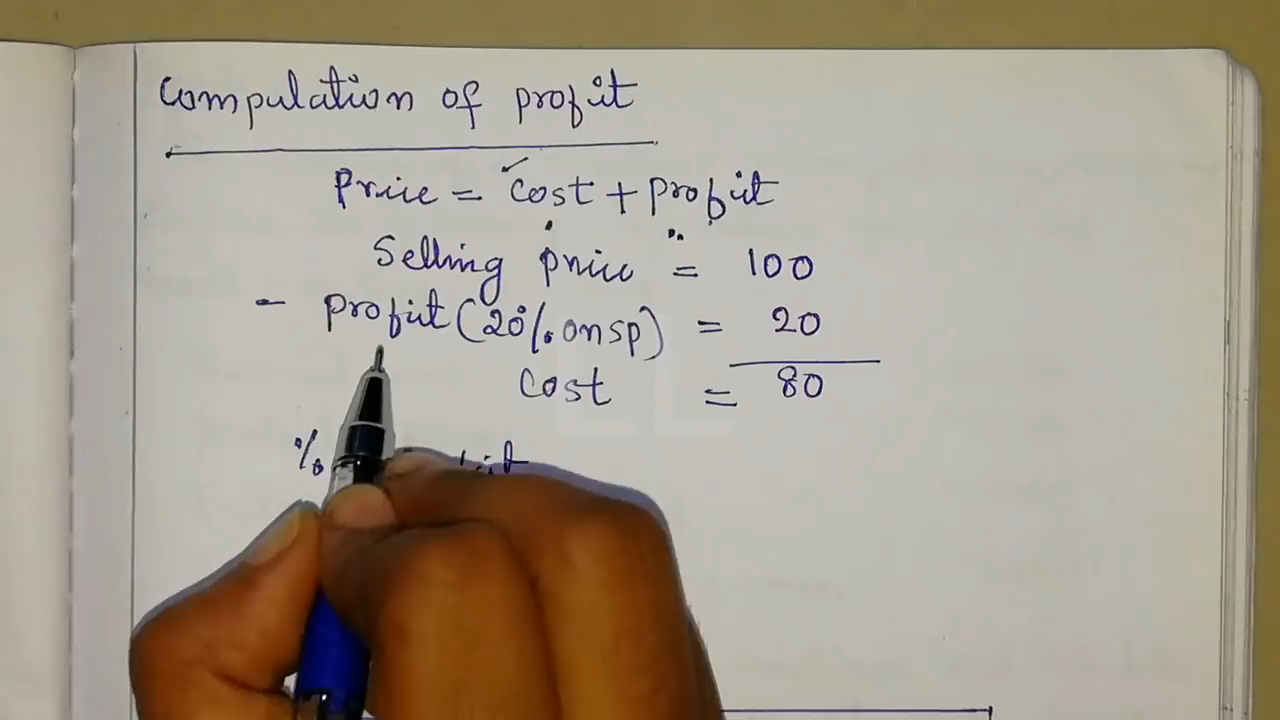 Compulation of profit
Price = cost + profit
Selling price = 100
- profit (20% on sp) = 20
cost = 80
%